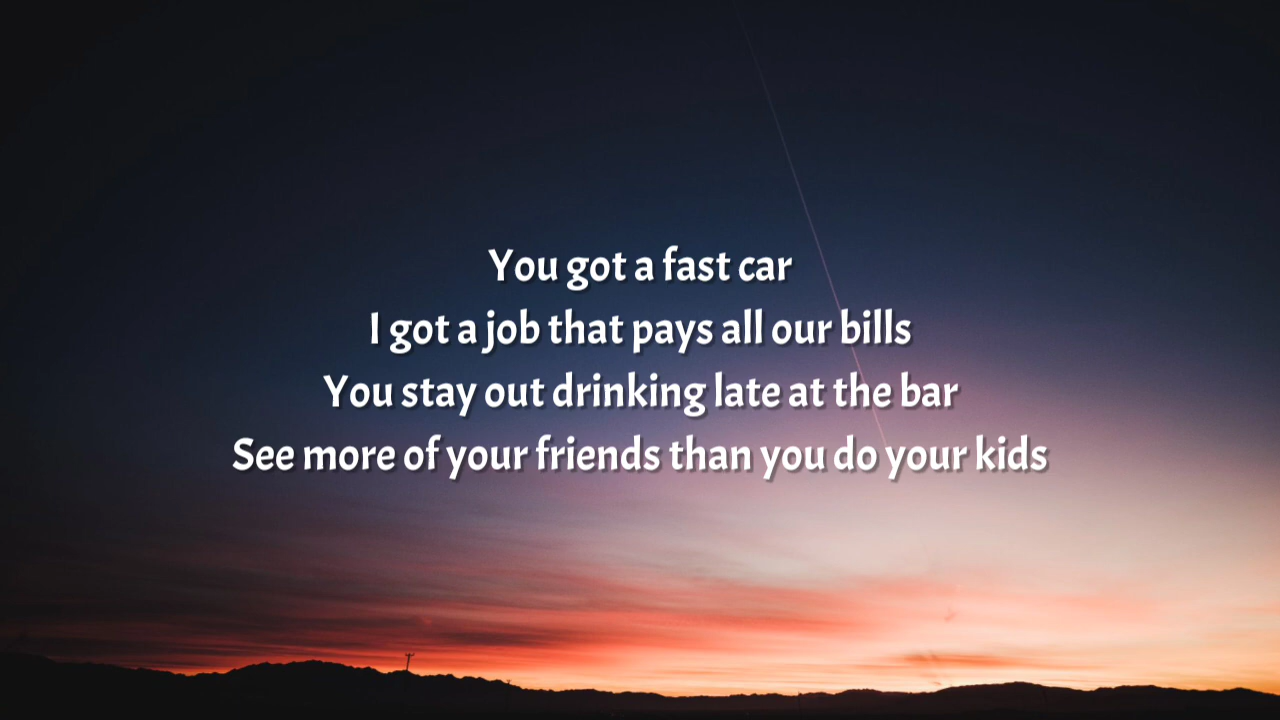 You got a fast car
I got a job that pays all our bills
You stay out drinking late at the bar
See more of your friends than you do your kids